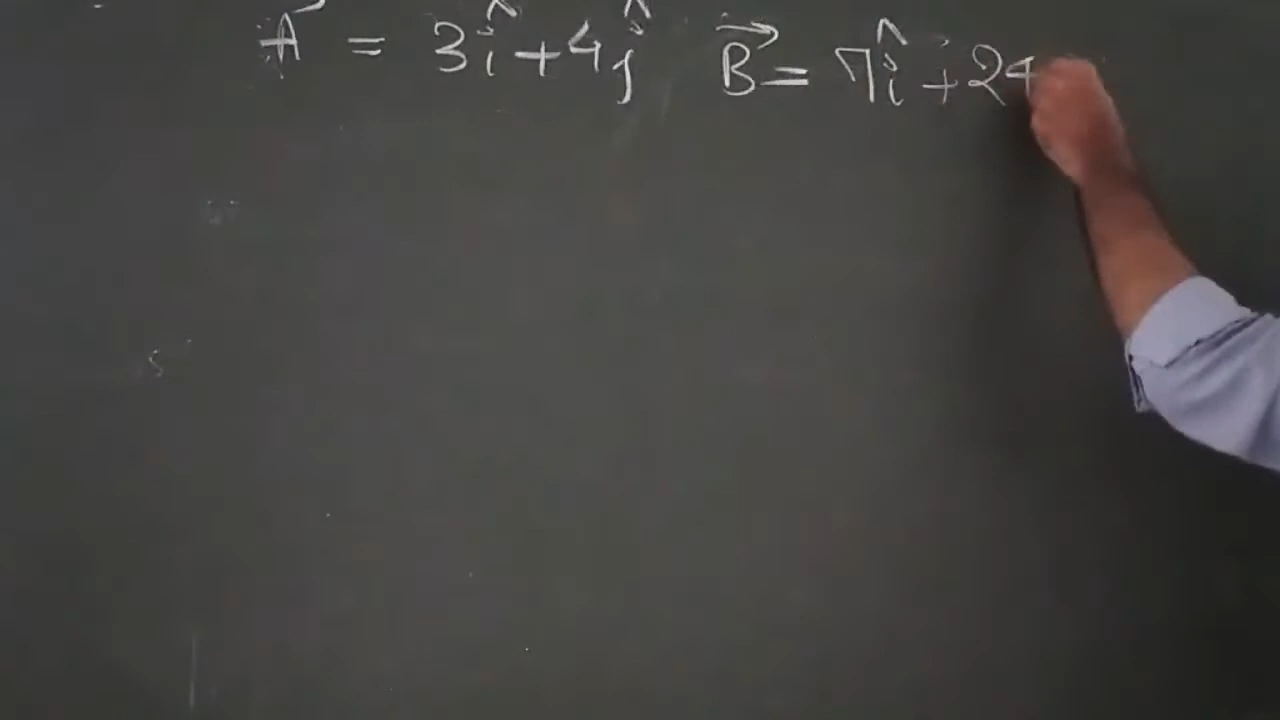 A⃗ = 3î + 4ĵ B⃗ = 7î + 24